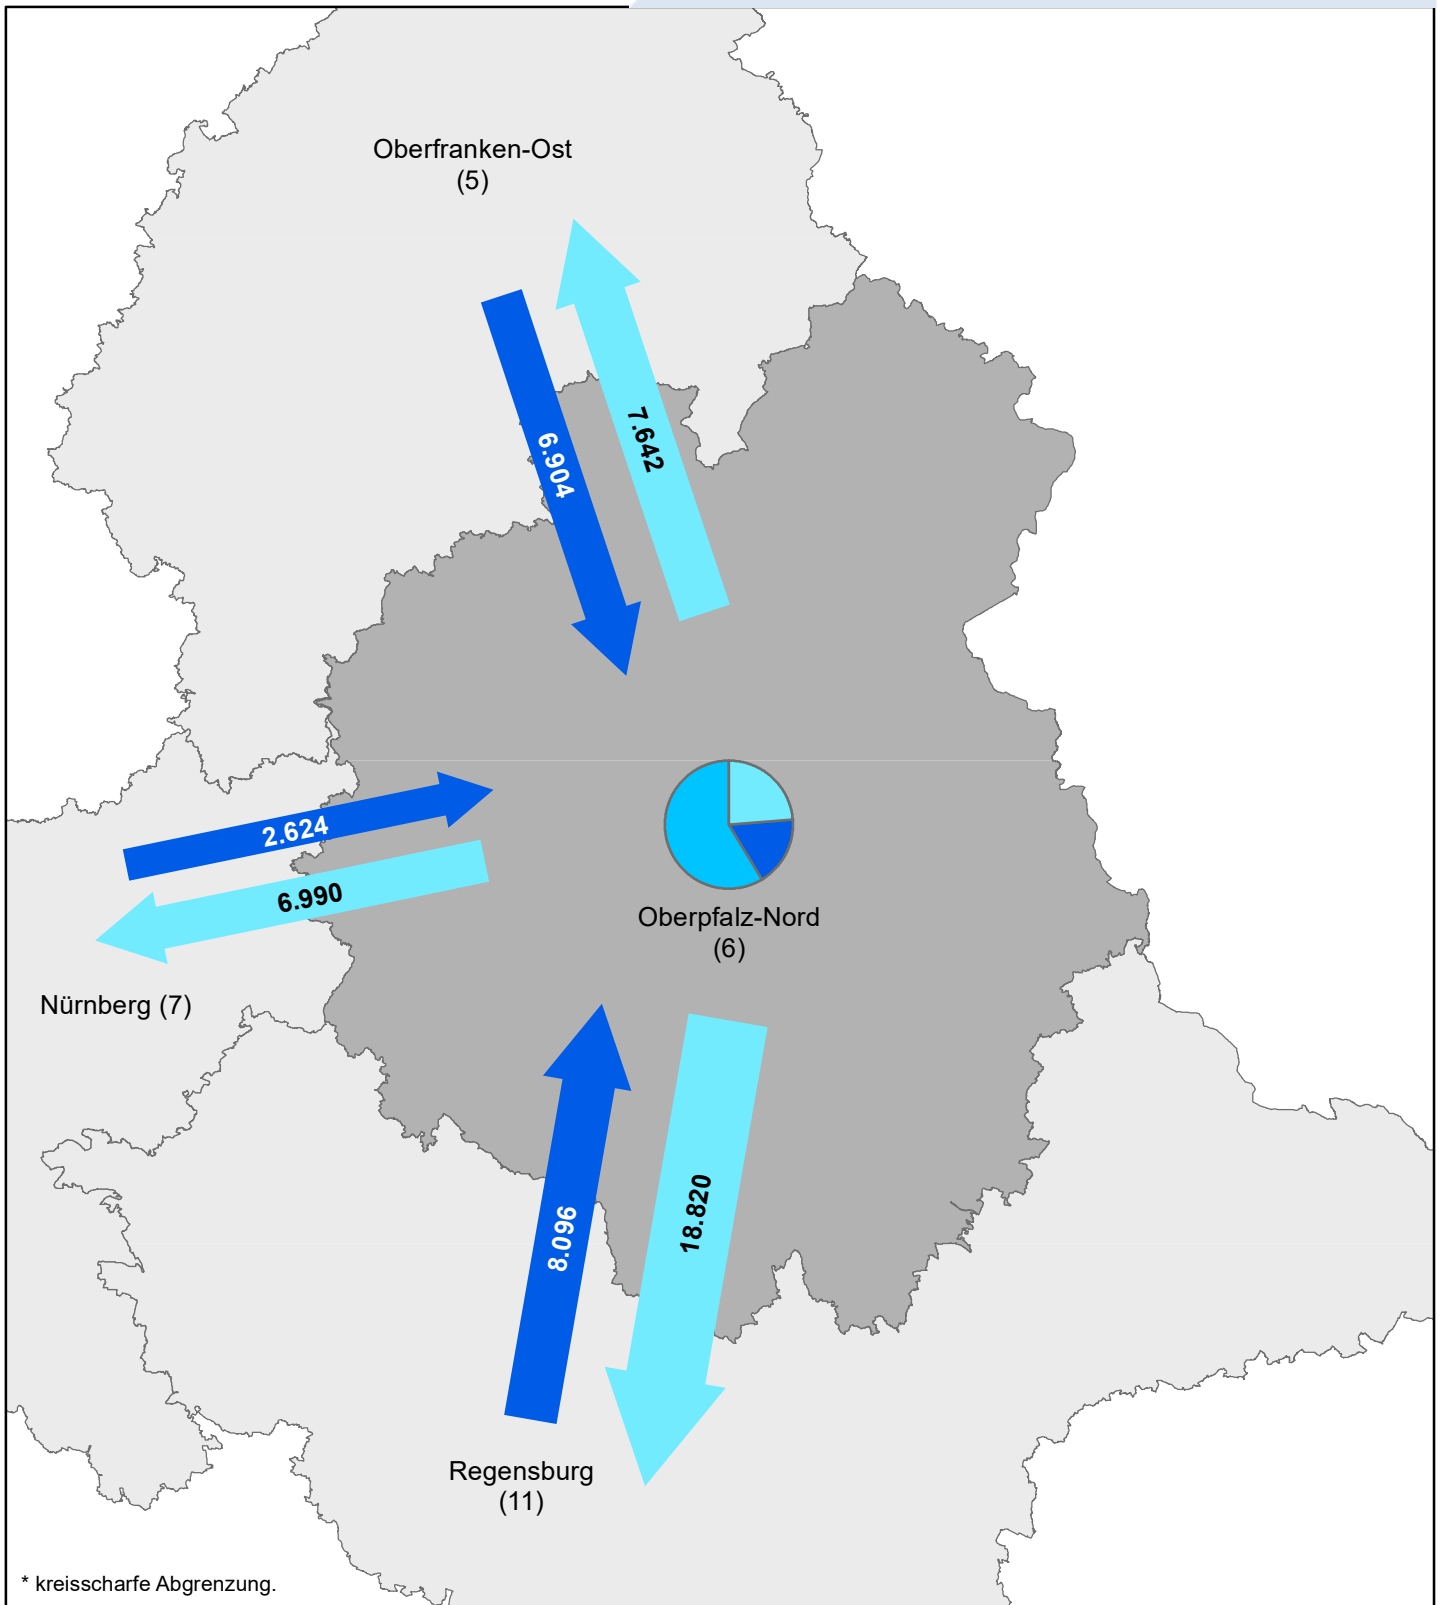 Oberfranken-Ost
(5)
7.642
6.904
2.624
6.990
Oberpfalz-Nord
(6)
Nürnberg (7)
18.820
8.096
Regensburg
(11)
* kreisscharfe Abgrenzung.